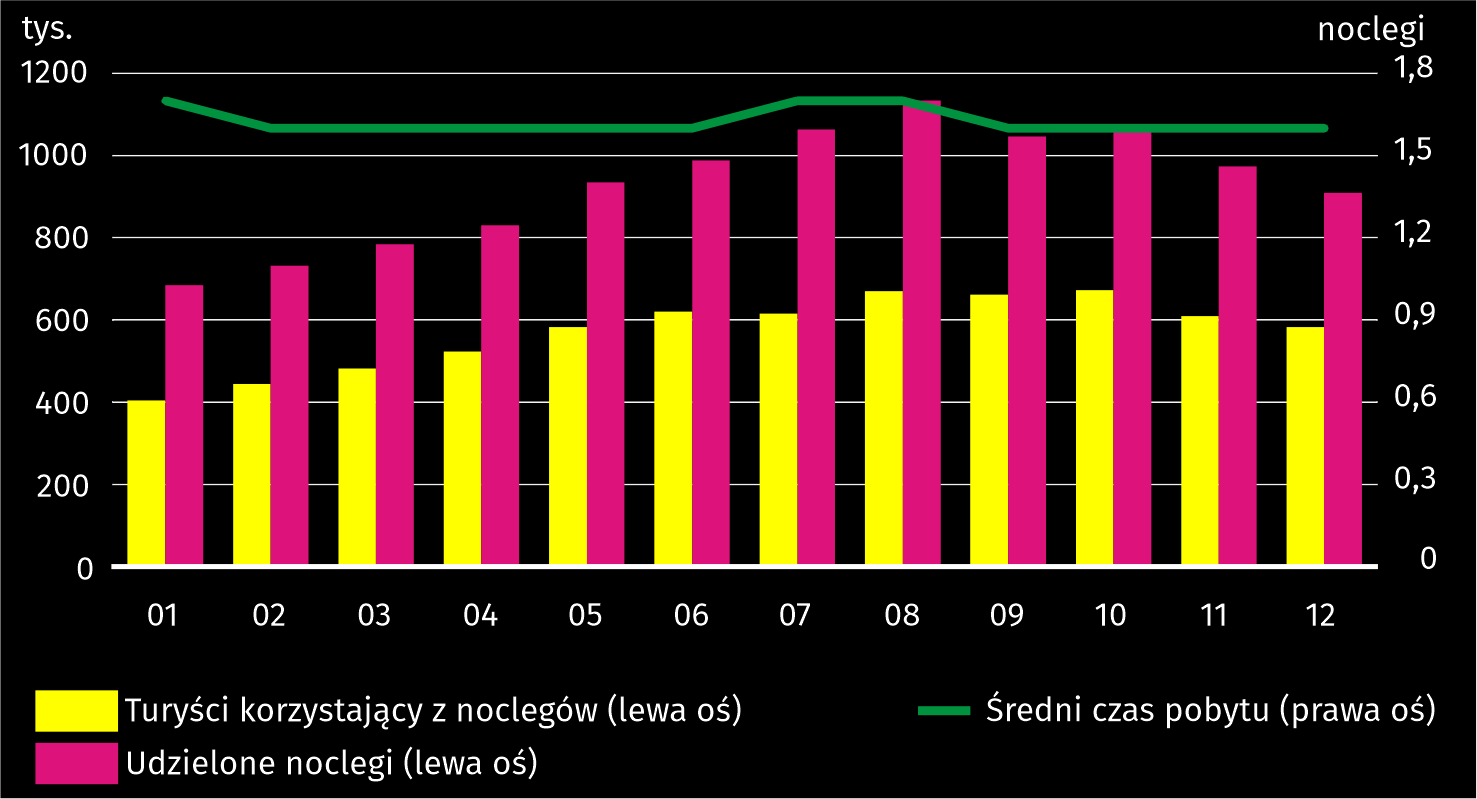 tys. noclegi
1200 1,8
1000 1,5
800 1,2
600 0,9
400 0,6
200 0,3
0 0
01 02 03 04 05 06 07 08 09 10 11 12
Turyści korzystający z noclegów (lewa oś) Średni czas pobytu (prawa oś)
Udzielone noclegi (lewa oś)